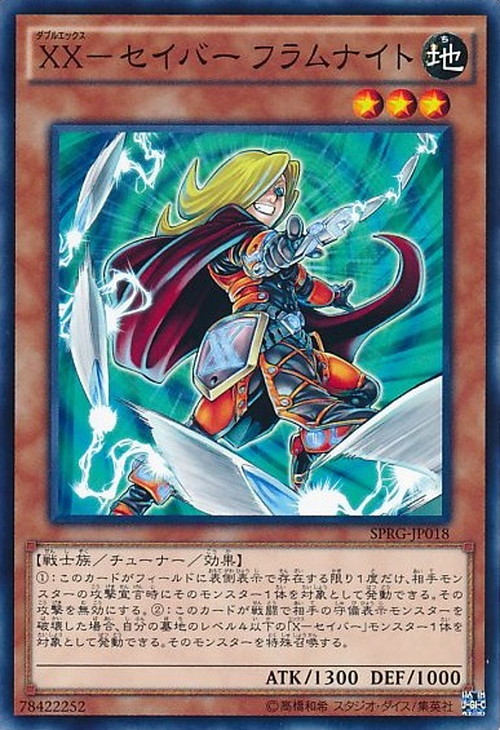 ダブルエックス
XX－セイバー フラムナイト
ち
地
SPRG-JP018
【戦士族／チューナー／効果】
①：このカードがフィールドに表側表示で存在する限り１度だけ、相手モン
スターの攻撃宣言時にそのモンスター１体を対象として発動できる。その
攻撃を無効にする。②：このカードが戦闘で相手の守備表示モンスターを
破壊した場合、自分の墓地のレベル４以下の「X－セイバー」モンスター１体を
対象として発動できる。そのモンスターを特殊召喚する。
ATK/1300 DEF/1000
78422252
©高橋和希 スタジオ・ダイス/集英社